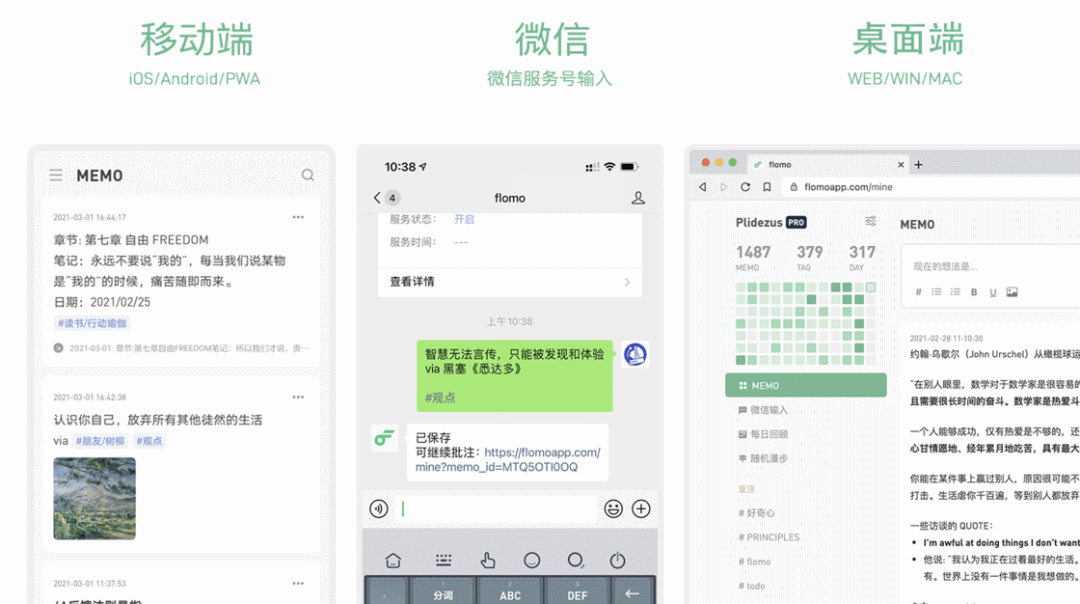 移动端
iOS/Android/PWA
微信
微信服务号输入
桌面端
WEB/WIN/MAC
MEMO
2021-03-01 16:44:17
章节: 第七章 自由 FREEDOM
笔记：永远不要说“我的”，每当我们说某物
是“我的”的时候，痛苦随即而来。
日期：2021/02/25
#读书/行动瑜伽
2021-03-01: 章节:第七章自由FREEDOM笔记：所以我们才说，责一
2021-03-01 16:42:38
认识你自己，放弃所有其他徒然的生活
via #朋友/树柳 #观点
2021-03-01 11:37:53
10:38
4
flomo
服务状态： 开启
服务时间： ---
查看详情
上午10:38
智慧无法言传，只能被发现和体验
via 黑塞《悉达多》
#观点
已保存
可继续批注：https://flomoapp.com/
mine?memo_id=MTQ5OTI0OQ
1
分词
2
ABC
3
DEF
flomo
flomoapp.com/mine
Plidezus PRO
1487 379 317
MEMO TAG DAY
MEMO
微信输入
每日回顾
随机漫步
置顶
# 好奇心
# PRINCIPLES
# flomo
# todo
MEMO
现在的想法是...
# B U
2021-02-28 11:10:30
约翰·乌歇尔（John Urschel）从橄榄球运
“在别人眼里，数学对于数学家是很容易的
且需要很长时间的奋斗。数学家是热爱斗
一个人能够成功，仅有热爱是不够的，还
心甘情愿地、经年累月地吃苦，具有最大
你能在某件事上赢过别人，原因很可能不
打击。生活虐你千百遍，等到别人都放弃
一些访谈的 QUOTE：
• I'm awful at doing things I don't want
• 他说：“我认为我正在过着最好的生活。
有。世界上没有一件事情是我想做的。